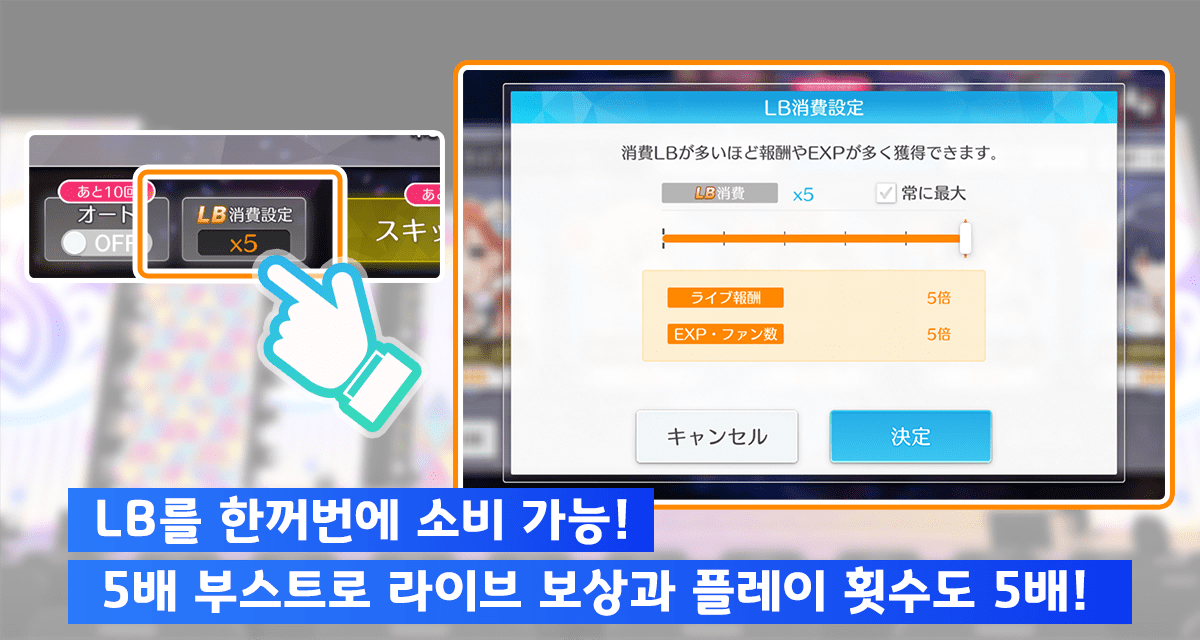 あと10回
オート
OFF
LB消費設定
x5
あ
スキッ
LB消費設定
消費LBが多いほど報酬やEXPが多く獲得できます。
LB消費 x5 常に最大
ライブ報酬 5倍
EXP・ファン数 5倍
キャンセル 決定
LB를 한꺼번에 소비 가능!
5배 부스트로 라이브 보상과 플레이 횟수도 5배!